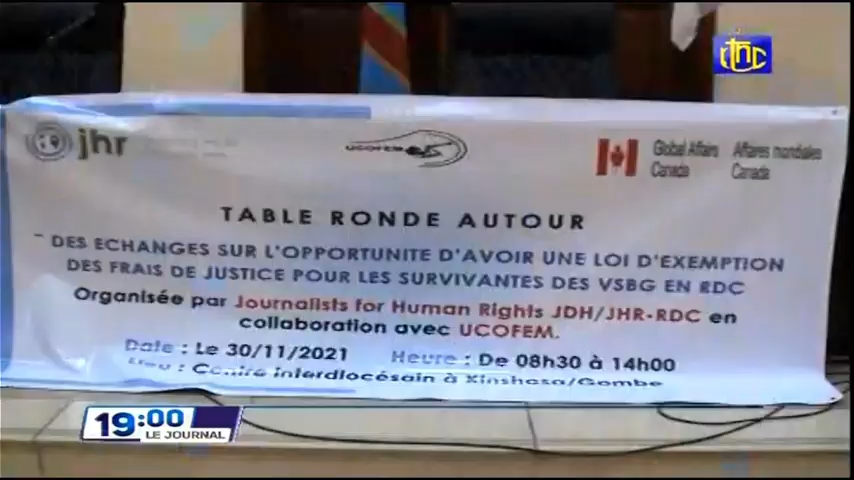 rtnc
jhr
UCOFEM
Global Affairs Canada
Affaires mondiales Canada
TABLE RONDE AUTOUR
- DES ECHANGES SUR L'OPPORTUNITE D'AVOIR UNE LOI D'EXEMPTION
DES FRAIS DE JUSTICE POUR LES SURVIVANTES DES VSBG EN RDC
Organisée par Journalists for Human Rights JDH/JHR-RDC en
collaboration avec UCOFEM.
Date : Le 30/11/2021 Heure : De 08h30 à 14h00
Lieu : Centre interdiocésain à Kinshasa/Gombe
19:00
LE JOURNAL